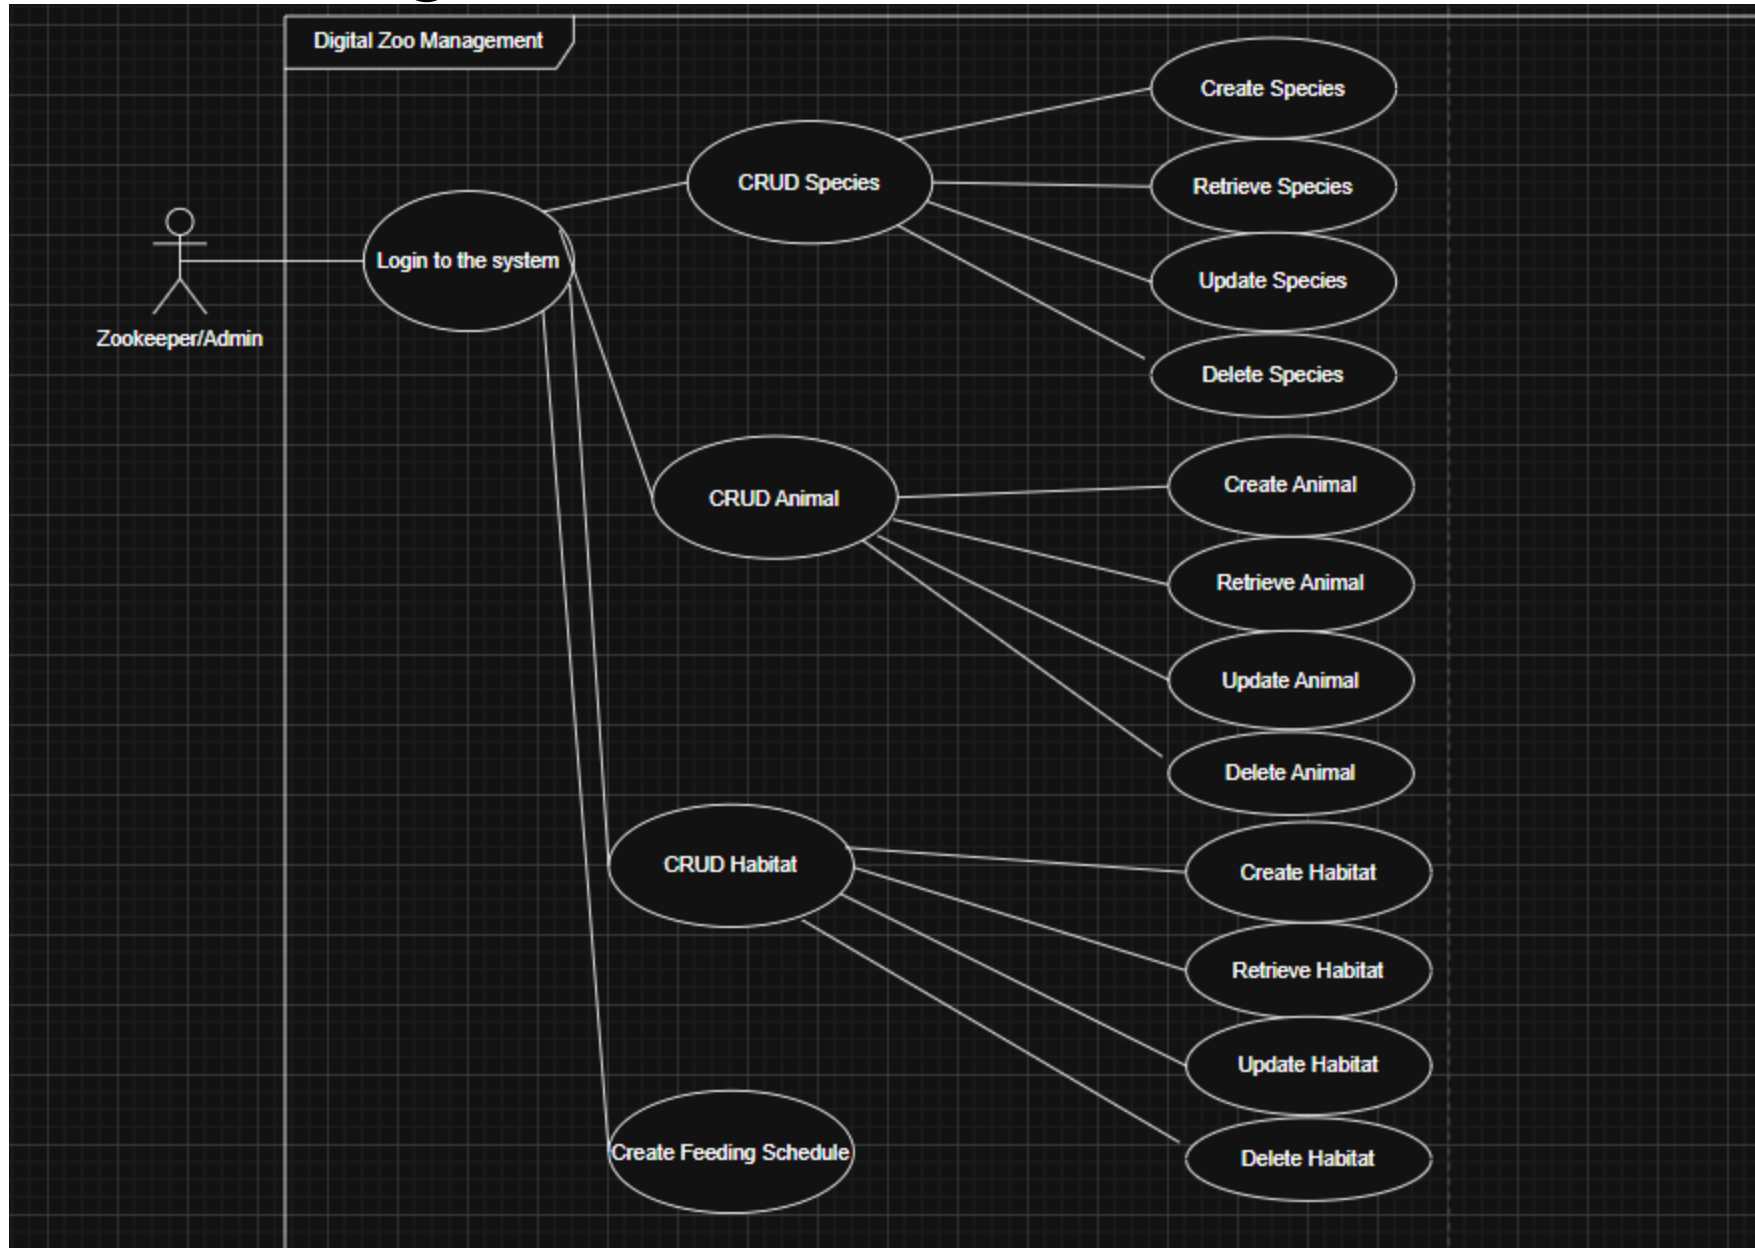 Digital Zoo Management
Zookeeper/Admin
Login to the system
CRUD Species
Create Species
Retrieve Species
Update Species
Delete Species
CRUD Animal
Create Animal
Retrieve Animal
Update Animal
Delete Animal
CRUD Habitat
Create Habitat
Retrieve Habitat
Update Habitat
Delete Habitat
Create Feeding Schedule